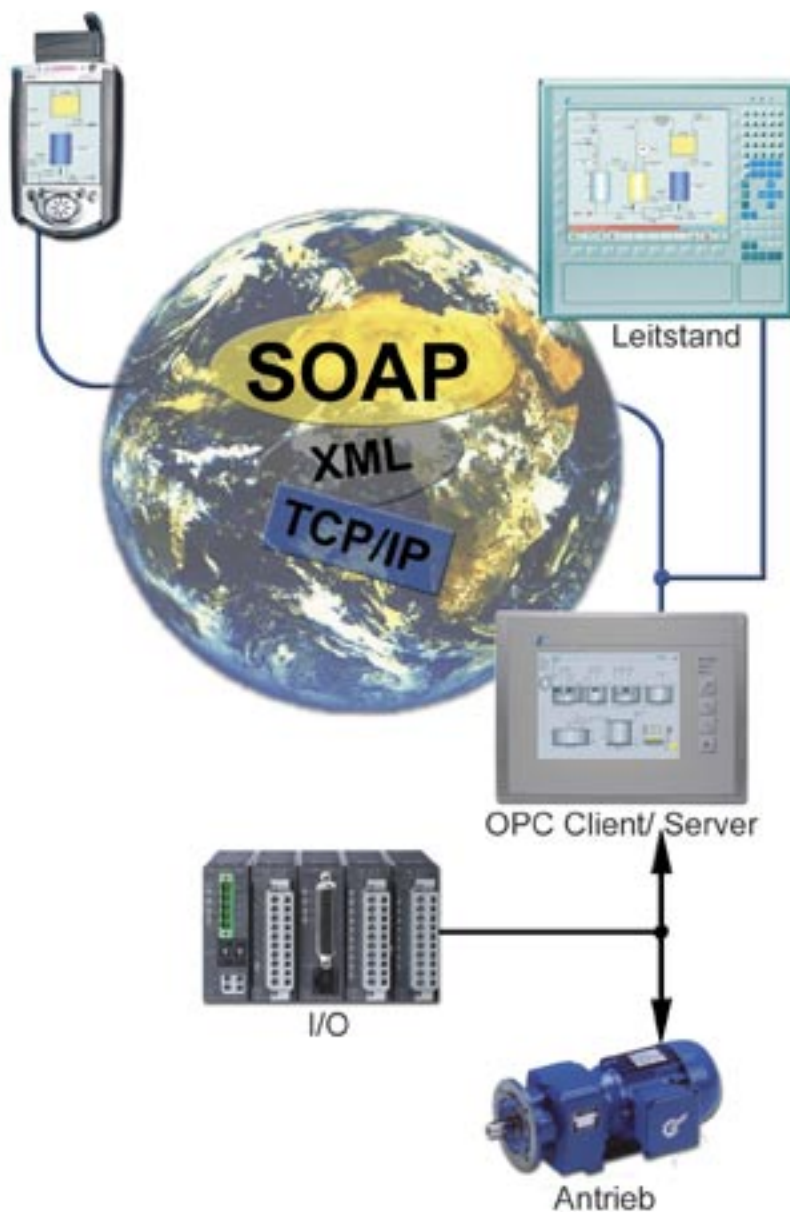 Leitstand
SOAP
XML
TCP/IP
OPC Client/ Server
I/O
Antrieb